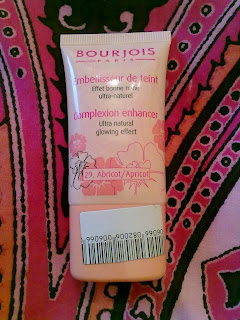 BOURJOIS
PARIS
embellisseur de teint
Effet bonne mine
ultra-naturel
Complexion enhancer
Ultra natural
glowing effect
29. Abricot/Apricot